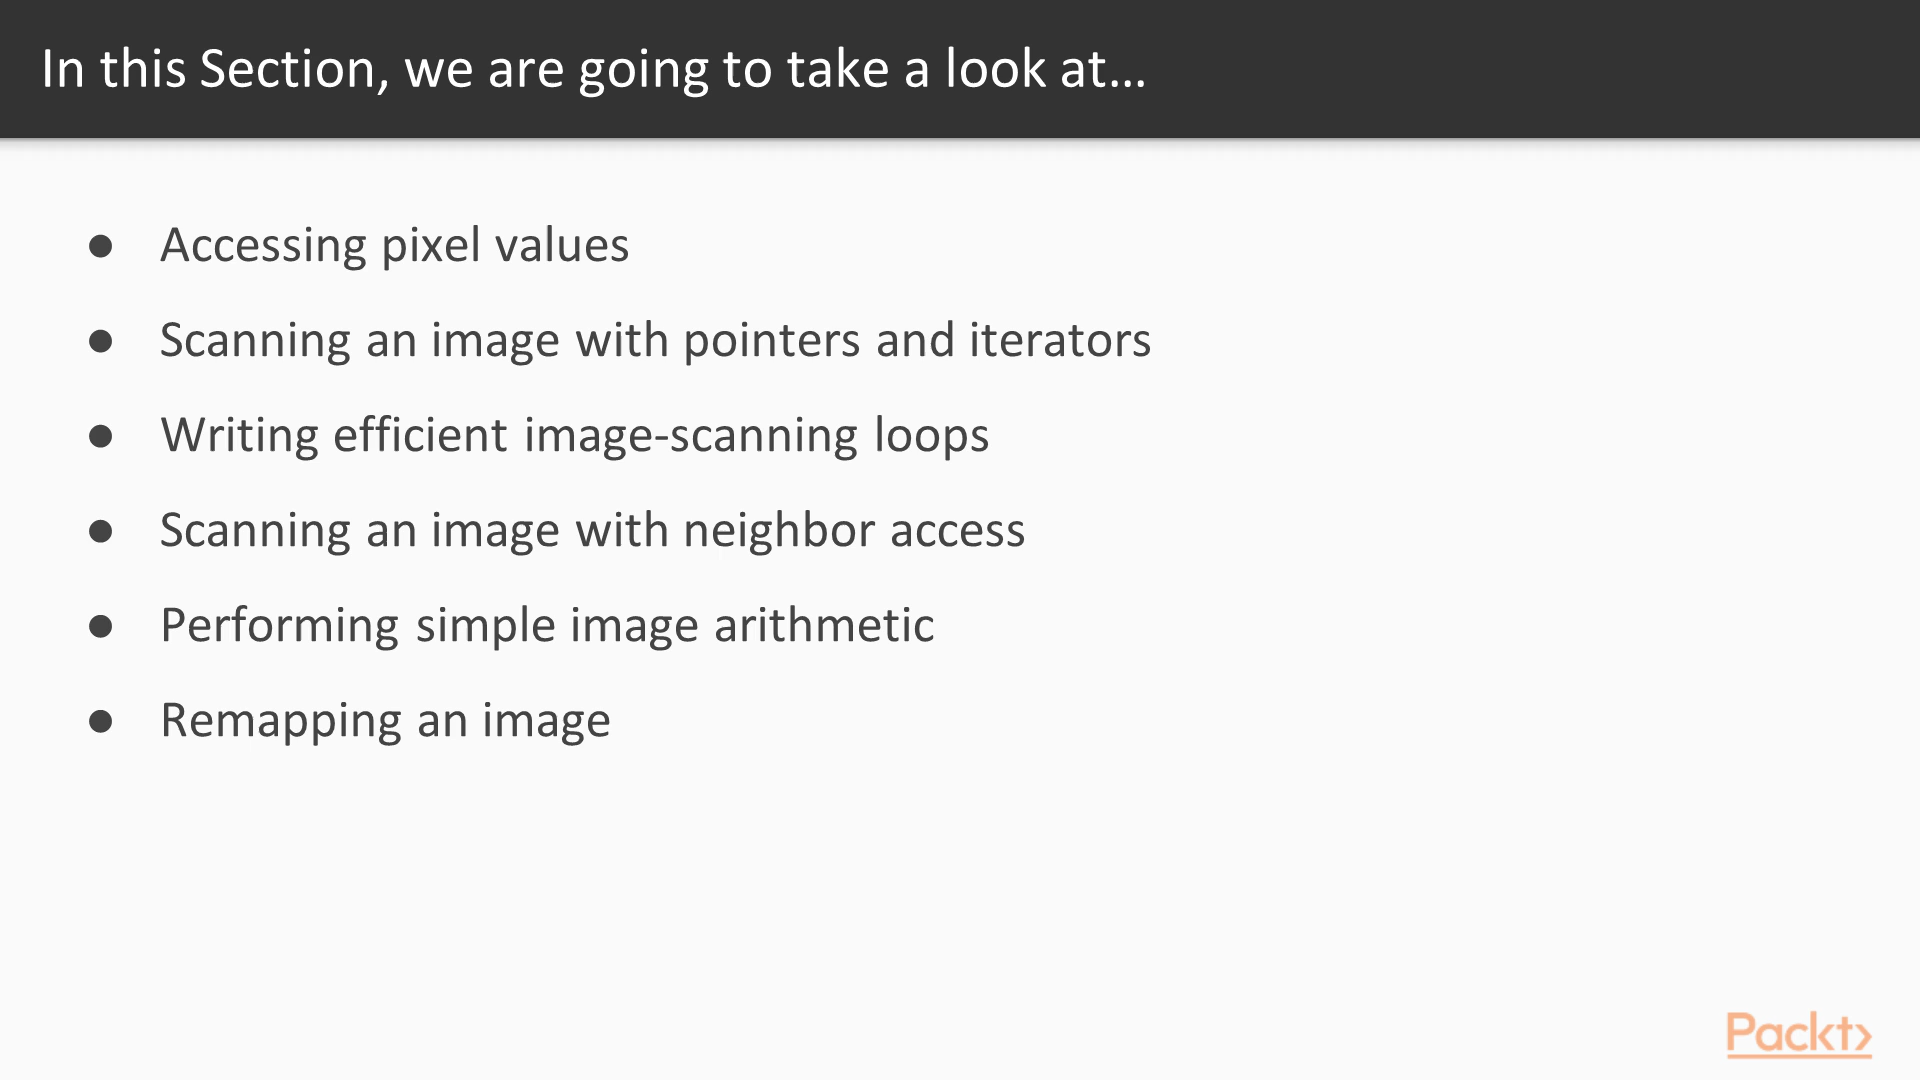 In this Section, we are going to take a look at...
● Accessing pixel values
● Scanning an image with pointers and iterators
● Writing efficient image-scanning loops
● Scanning an image with neighbor access
● Performing simple image arithmetic
● Remapping an image
Packt>